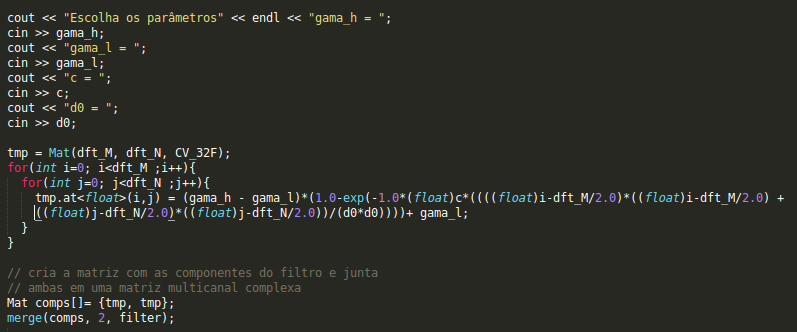 cout << "Escolha os parâmetros" << endl << "gama_h = ";
cin >> gama_h;
cout << "gama_l = ";
cin >> gama_l;
cout << "c = ";
cin >> c;
cout << "d0 = ";
cin >> d0;
tmp = Mat(dft_M, dft_N, CV_32F);
for(int i=0; i<dft_M ;i++){
for(int j=0; j<dft_N ;j++){
tmp.at<float>(i,j) = (gama_h - gama_l)*(1.0-exp(-1.0*(float)c*((((float)i-dft_M/2.0)*((float)i-dft_M/2.0) +
((float)j-dft_N/2.0)*((float)j-dft_N/2.0))/(d0*d0))))+ gama_l;
}
}
// cria a matriz com as componentes do filtro e junta
// ambas em uma matriz multicanal complexa
Mat comps[]= {tmp, tmp};
merge(comps, 2, filter);